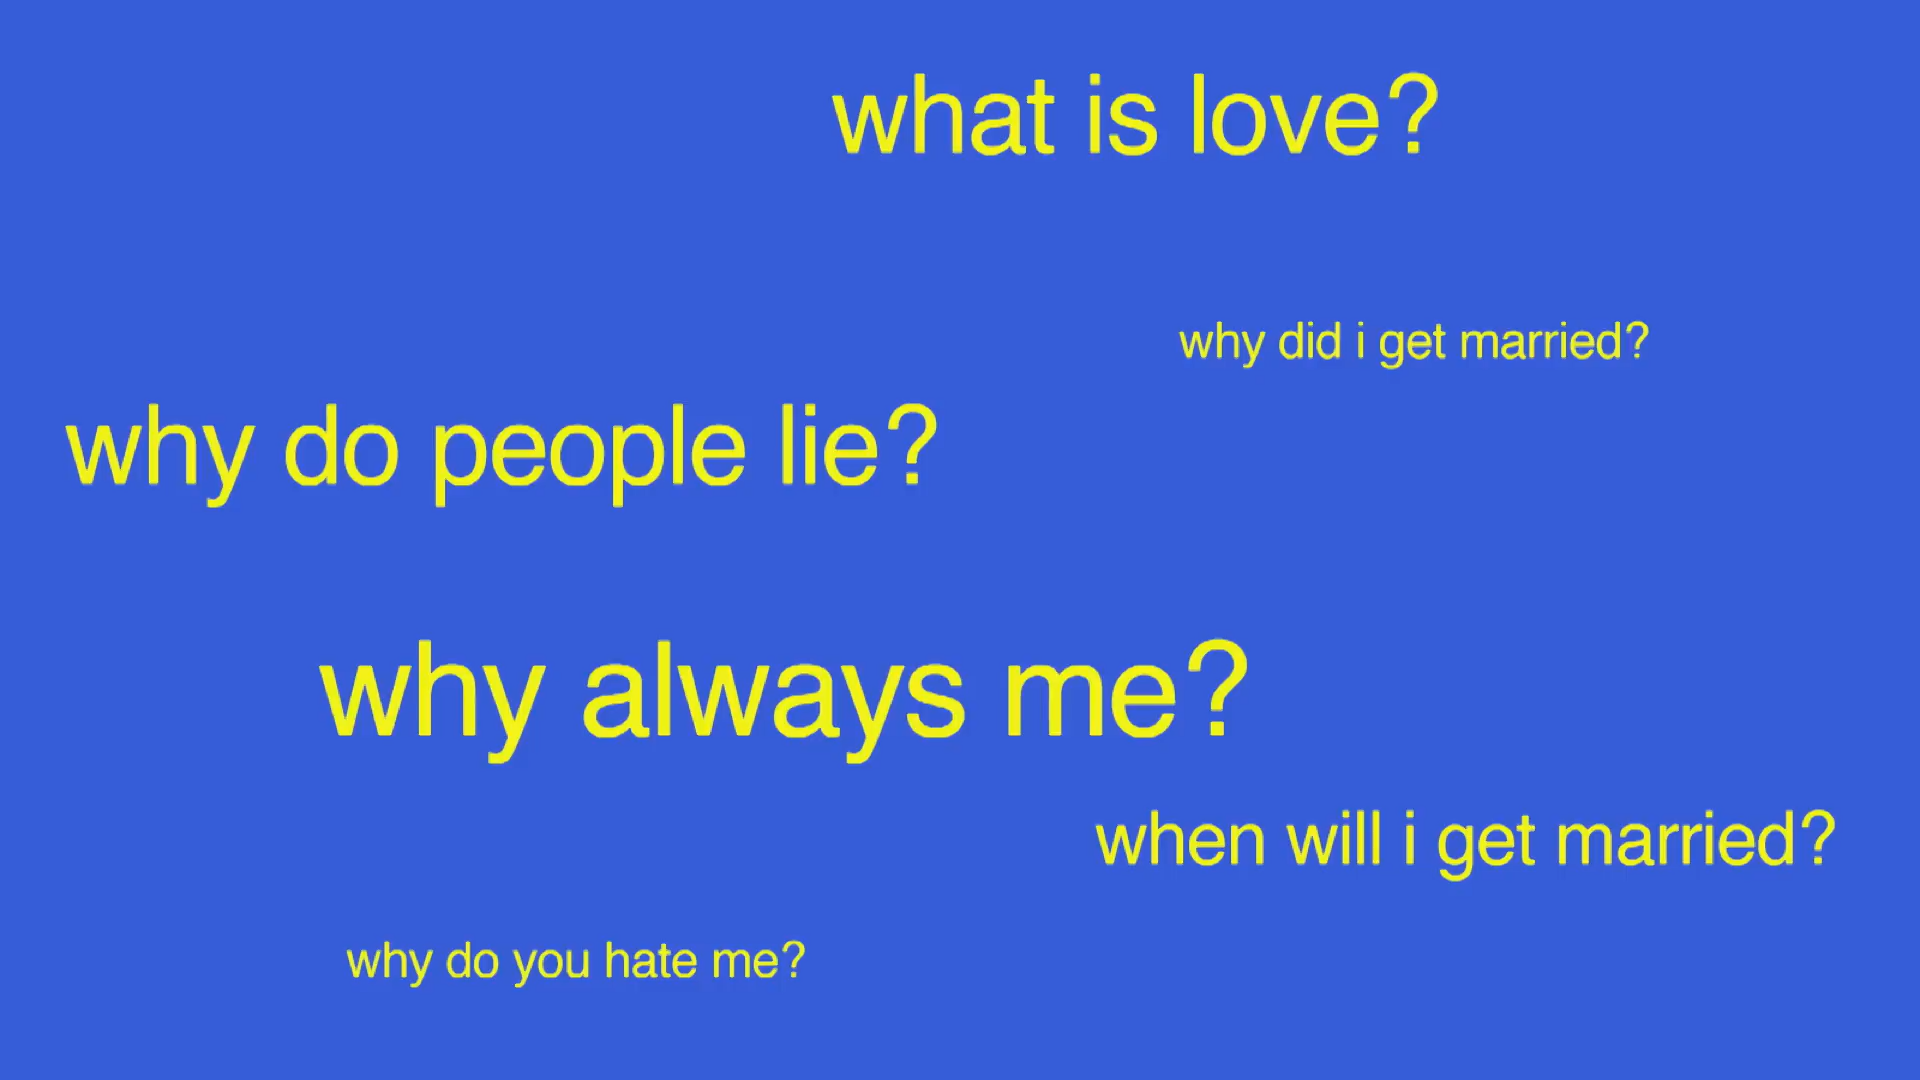 what is love?
why did i get married?
why do people lie?
why always me?
when will i get married?
why do you hate me?